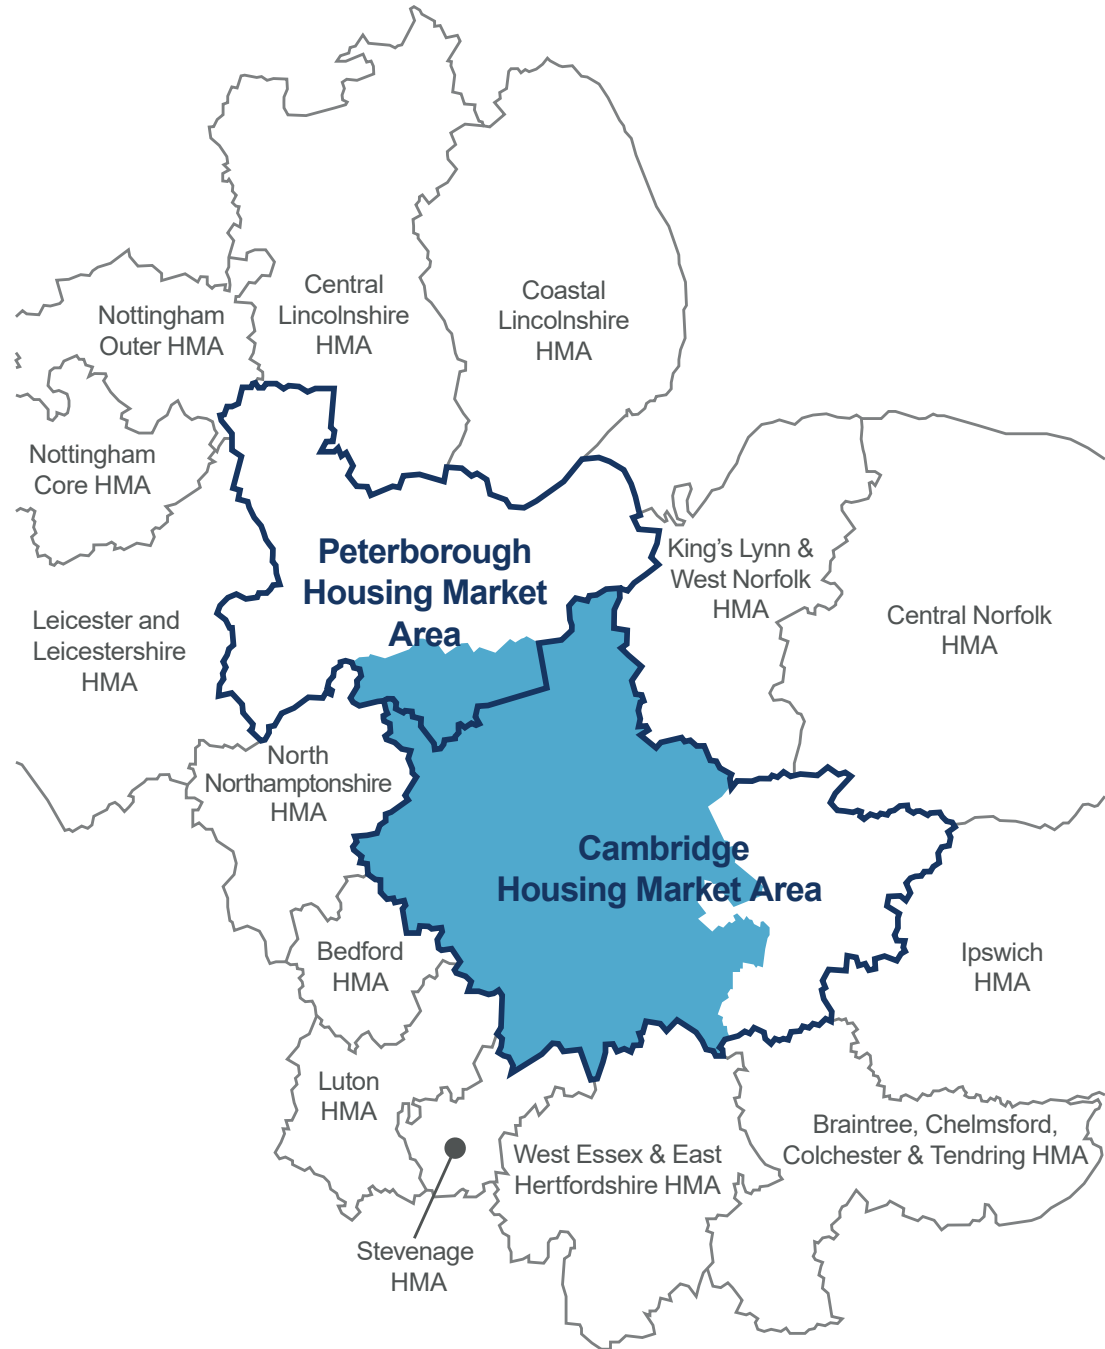 Central
Lincolnshire
HMA
Coastal
Lincolnshire
HMA
Nottingham
Outer HMA
Nottingham
Core HMA
Peterborough
Housing Market
Area
King's Lynn &
West Norfolk
HMA
Central Norfolk
HMA
Leicester and
Leicestershire
HMA
North
Northamptonshire
HMA
Cambridge
Housing Market Area
Bedford
HMA
Ipswich
HMA
Luton
HMA
Braintree, Chelmsford,
Colchester & Tendring HMA
West Essex & East
Hertfordshire HMA
Stevenage
HMA